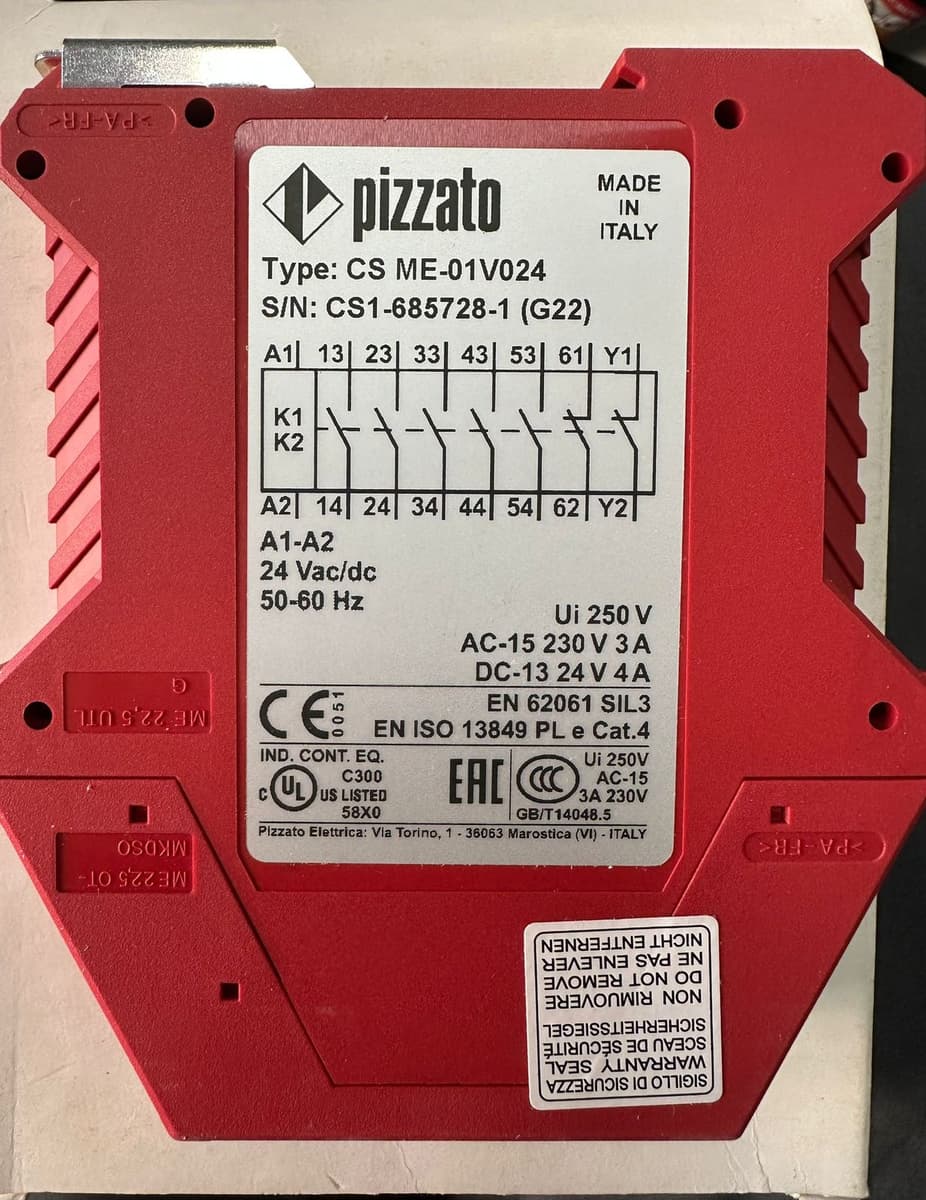 >PA-FR<
pizzato
MADE
IN
ITALY
Type: CS ME-01V024
S/N: CS1-685728-1 (G22)
A1 13 23 33 43 53 61 Y1
K1
K2
A2 14 24 34 44 54 62 Y2
A1-A2
24 Vac/dc
50-60 Hz
Ui 250 V
AC-15 230 V 3 A
DC-13 24 V 4 A
CE 0051
EN 62061 SIL3
EN ISO 13849 PL e Cat.4
IND. CONT. EQ.
C UL US LISTED
C300
58X0
EAC
CCC
Ui 250V
AC-15
3A 230V
GB/T14048.5
Pizzato Elettrica: Via Torino, 1 - 36063 Marostica (VI) - ITALY
ME 22,5 UTL
G
ME 22,5 OT-
MKDSO
>PA-FR<
SIGILLO DI SICUREZZA
WARRANTY SEAL
SCEAU DE SÉCURITÉ
SICHERHEITSSIEGEL
NON RIMUOVERE
DO NOT REMOVE
NE PAS ENLEVER
NICHT ENTFERNEN